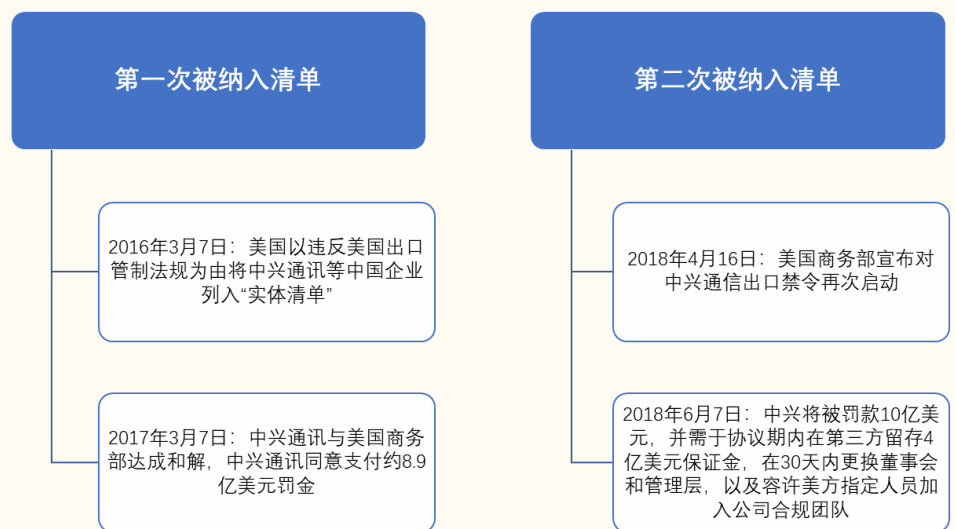 第一次被纳入清单
2016年3月7日：美国以违反美国出口
管制法规为由将中兴通讯等中国企业
列入“实体清单”
2017年3月7日：中兴通讯与美国商务
部达成和解，中兴通讯同意支付约8.9
亿美元罚金
第二次被纳入清单
2018年4月16日：美国商务部宣布对
中兴通信出口禁令再次启动
2018年6月7日：中兴将被罚款10亿美
元，并需于协议期内在第三方留存4
亿美元保证金，在30天内更换董事会
和管理层，以及容许美方指定人员加
入公司合规团队